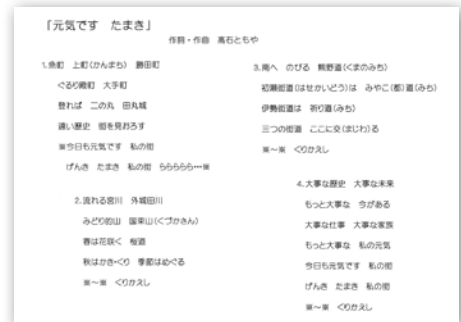 「元気です たまき」
作詞・作曲 高石ともや
1.魚町 上町(かんまち) 勝田町
ぐるり殿町 大手町
登れば 二の丸 田丸城
遠い歴史 街を見おろす
※今日も元気です 私の街
げんき たまき 私の街 ららららら…※
2.流れる宮川 外城田川
みどり的山 国束山(くづかさん)
春は花咲く 桜道
秋はかき・くり 季節はめぐる
※~※ くりかえし
3.南へ のびる 熊野道(くまのみち)
初瀬街道(はせかいどう)は みやこ(都)道(みち)
伊勢街道は 祈り道(みち)
三つの街道 ここに交(まじわ)る
※~※ くりかえし
4.大事な歴史 大事な未来
もっと大事な 今がある
大事な仕事 大事な家族
もっと大事な 私の元気
今日も元気です 私の街
げんき たまき 私の街
※~※ くりかえし